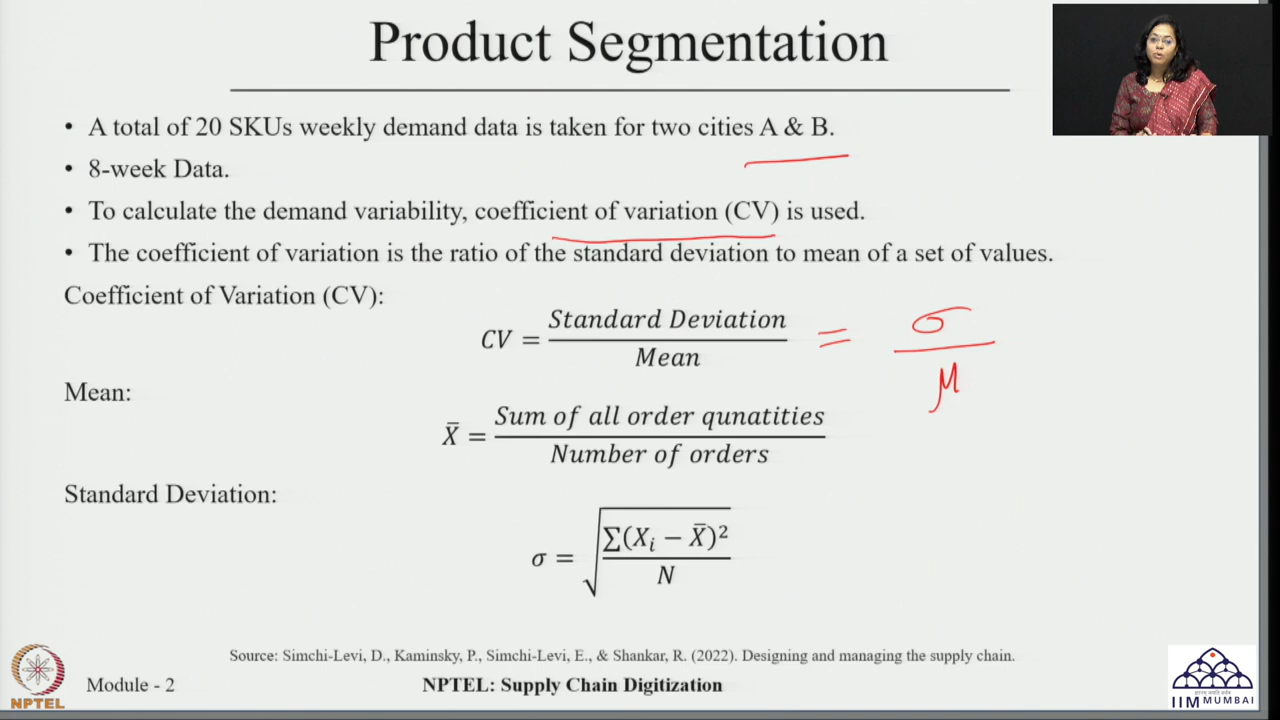 Product Segmentation
• A total of 20 SKUs weekly demand data is taken for two cities A & B.
• 8-week Data.
• To calculate the demand variability, coefficient of variation (CV) is used.
• The coefficient of variation is the ratio of the standard deviation to mean of a set of values.
Coefficient of Variation (CV):
CV = Standard Deviation / Mean = σ / μ
Mean:
X̄ = Sum of all order qunatities / Number of orders
Standard Deviation:
σ = √(∑(Xᵢ − X̄)² / N)
Source: Simchi-Levi, D., Kaminsky, P., Simchi-Levi, E., & Shankar, R. (2022). Designing and managing the supply chain.
NPTEL
Module - 2
NPTEL: Supply Chain Digitization
IIM MUMBAI